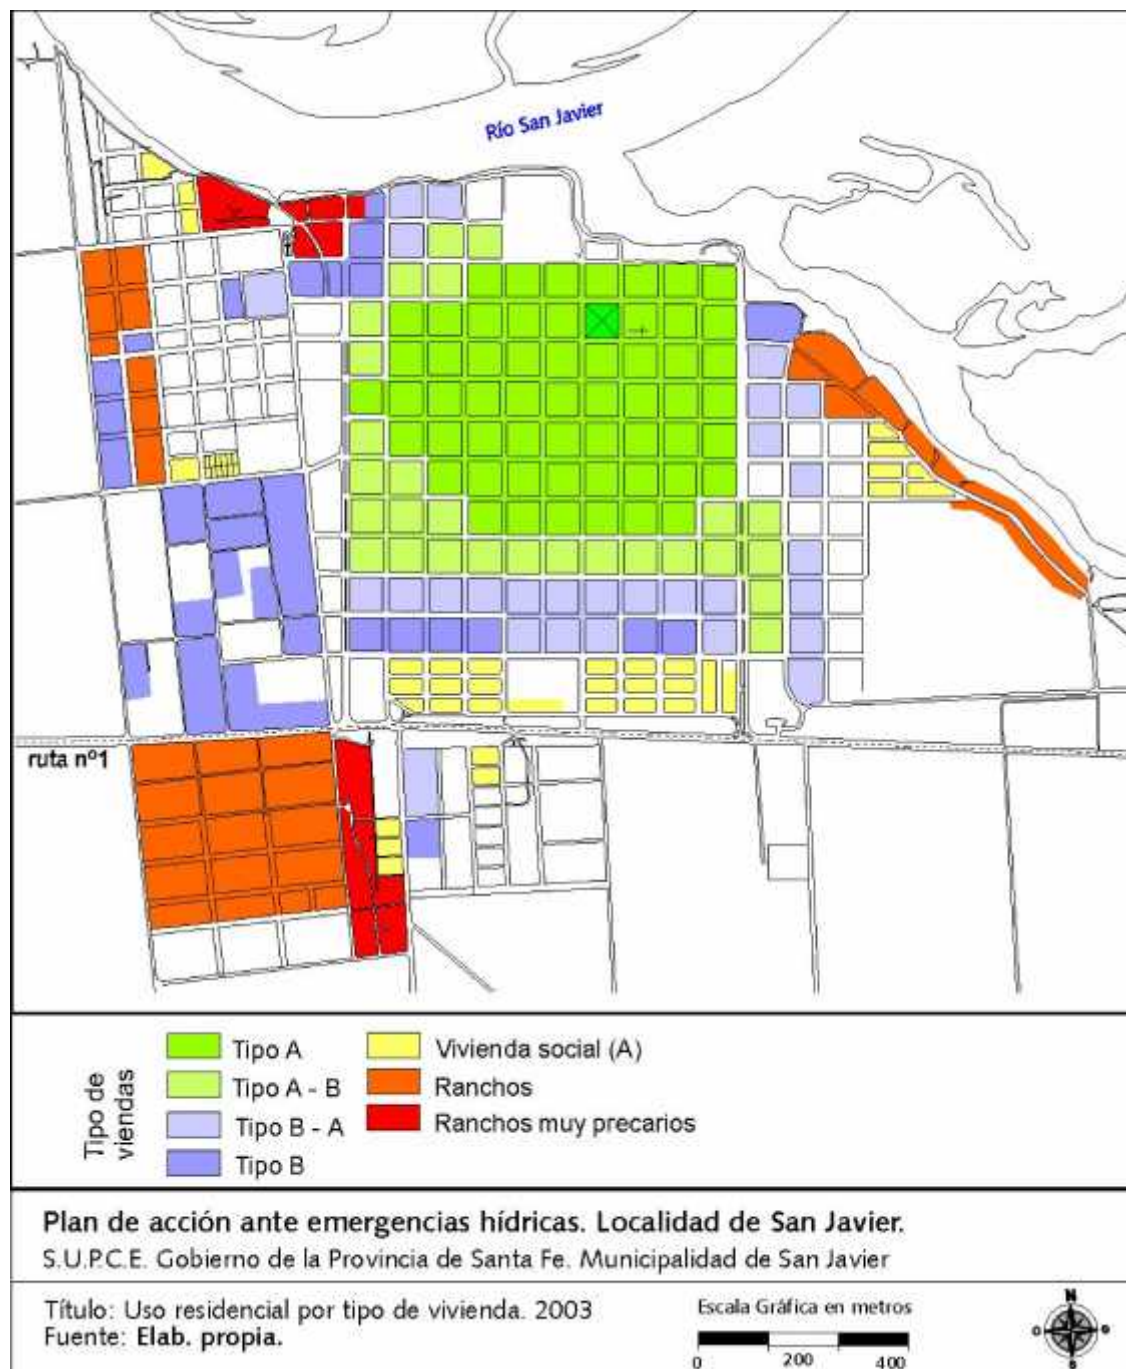 Río San Javier
ruta nº1
Tipo de
viendas
Tipo A
Tipo A - B
Tipo B - A
Tipo B
Vivienda social (A)
Ranchos
Ranchos muy precarios
Plan de acción ante emergencias hídricas. Localidad de San Javier.
S.U.P.C.E. Gobierno de la Provincia de Santa Fe. Municipalidad de San Javier
Título: Uso residencial por tipo de vivienda. 2003
Fuente: Elab. propia.
Escala Gráfica en metros
0 200 400
N